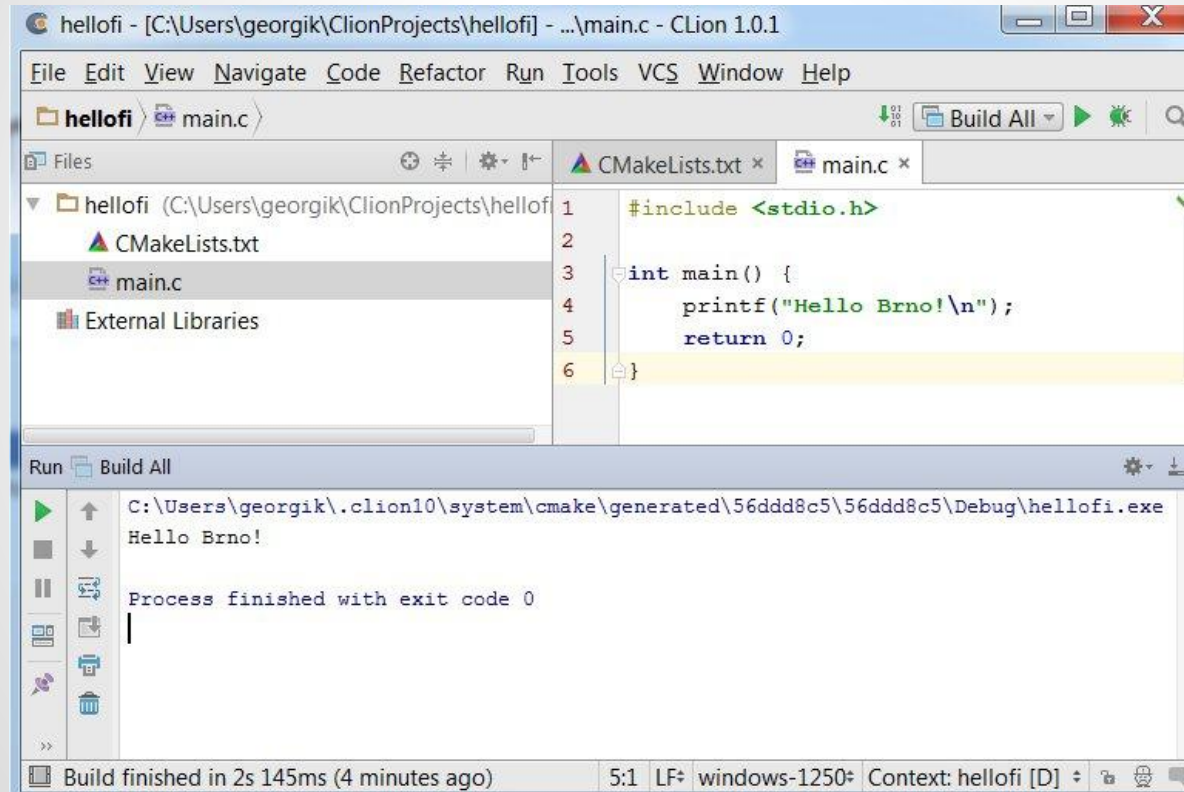 hellofi - [C:\Users\georgik\ClionProjects\hellofi] - ...\main.c - CLion 1.0.1
File Edit View Navigate Code Refactor Run Tools VCS Window Help
hellofi main.c
Build All
Files
CMakeLists.txt × main.c ×
hellofi (C:\Users\georgik\ClionProjects\hellofi
CMakeLists.txt
main.c
External Libraries
1 #include <stdio.h>
2
3 int main() {
4     printf("Hello Brno!\n");
5     return 0;
6 }
Run Build All
C:\Users\georgik\.clion10\system\cmake\generated\56ddd8c5\56ddd8c5\Debug\hellofi.exe
Hello Brno!
Process finished with exit code 0
Build finished in 2s 145ms (4 minutes ago) 5:1 LF windows-1250 Context: hellofi [D]